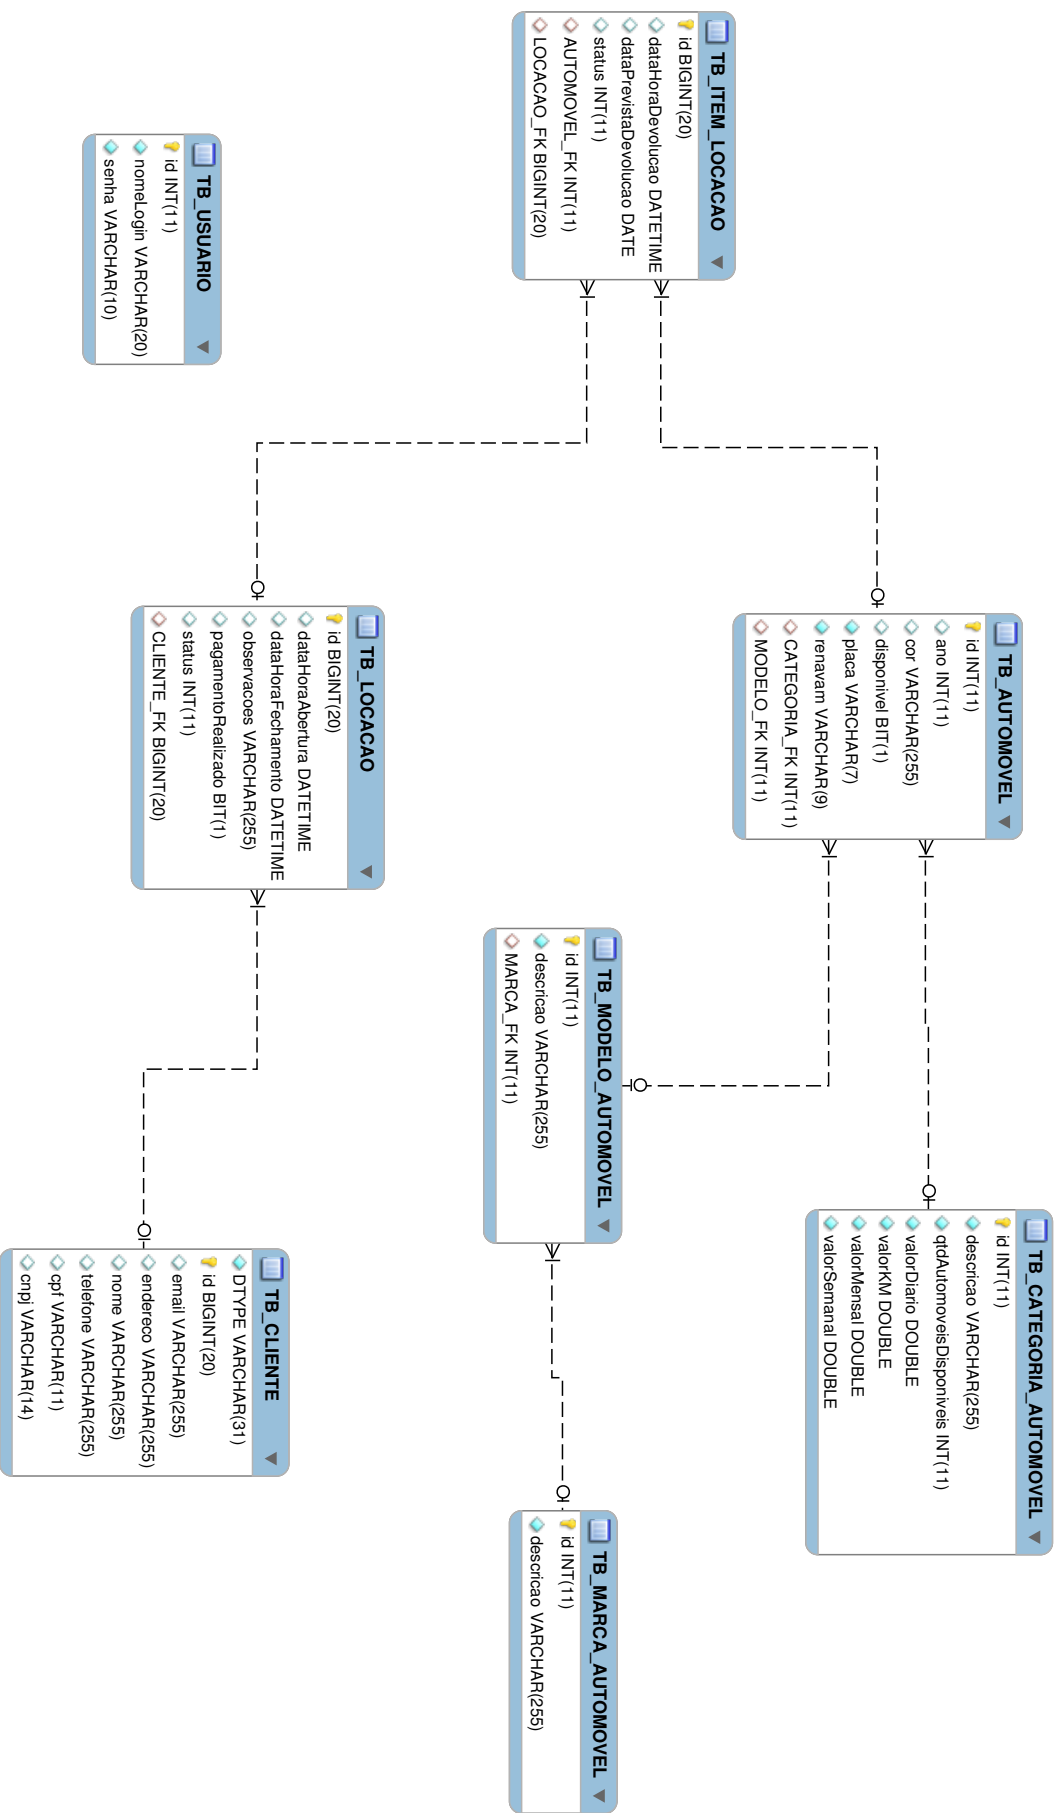 TB_ITEM_LOCACAO
id BIGINT(20)
dataHoraDevolucao DATETIME
dataPrevistaDevolucao DATE
status INT(11)
AUTOMOVEL_FK INT(11)
LOCACAO_FK BIGINT(20)
TB_USUARIO
id INT(11)
nomeLogin VARCHAR(20)
senha VARCHAR(10)
TB_AUTOMOVEL
id INT(11)
ano INT(11)
cor VARCHAR(255)
disponivel BIT(1)
placa VARCHAR(7)
renavam VARCHAR(9)
CATEGORIA_FK INT(11)
MODELO_FK INT(11)
TB_LOCACAO
id BIGINT(20)
dataHoraAbertura DATETIME
dataHoraFechamento DATETIME
observacoes VARCHAR(255)
pagamentoRealizado BIT(1)
status INT(11)
CLIENTE_FK BIGINT(20)
TB_MODELO_AUTOMOVEL
id INT(11)
descricao VARCHAR(255)
MARCA_FK INT(11)
TB_CATEGORIA_AUTOMOVEL
id INT(11)
descricao VARCHAR(255)
qtdAutomoveisDisponiveis INT(11)
valorDiario DOUBLE
valorKM DOUBLE
valorMensal DOUBLE
valorSemanal DOUBLE
TB_CLIENTE
DTYPE VARCHAR(31)
id BIGINT(20)
email VARCHAR(255)
endereco VARCHAR(255)
nome VARCHAR(255)
telefone VARCHAR(255)
cpf VARCHAR(11)
cnpj VARCHAR(14)
TB_MARCA_AUTOMOVEL
id INT(11)
descricao VARCHAR(255)